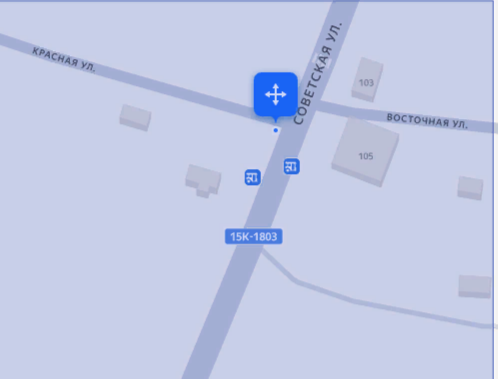 СОВЕТСКАЯ УЛ.
КРАСНАЯ УЛ.
103
ВОСТОЧНАЯ УЛ.
105
15К-1803